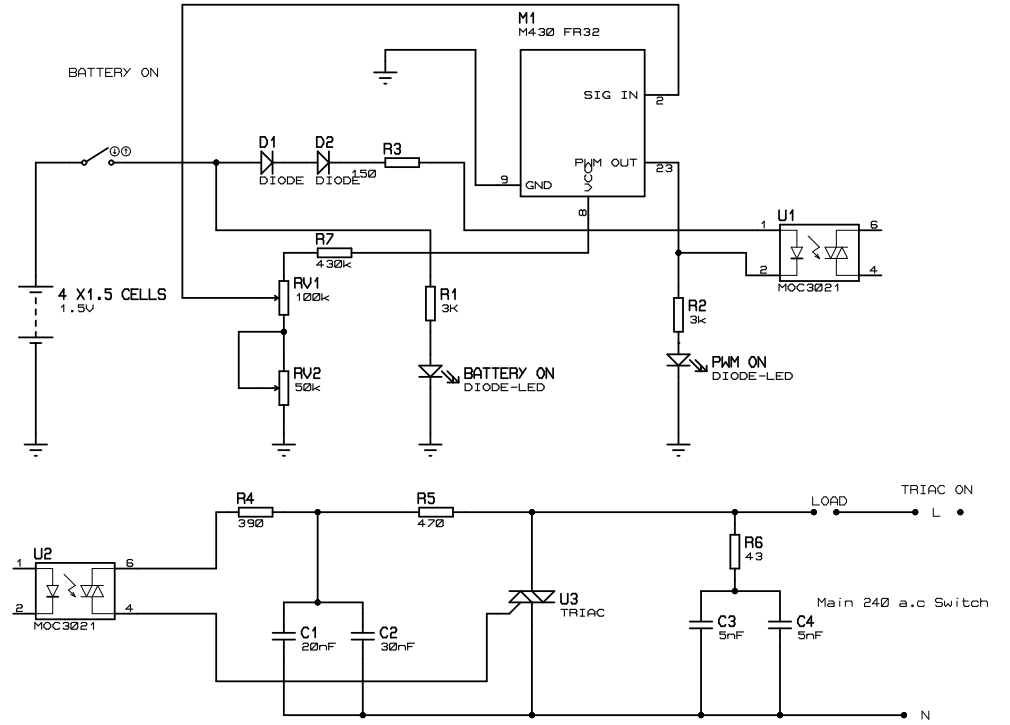 M1
M430 FR32
BATTERY ON
SIG IN
2
D1
DIODE
D2
DIODE
R3
150
PWM OUT
23
VCC
8
9
GND
U1
1
2
6
4
MOC3021
R7
430k
RV1
100k
4 X1.5 CELLS
1.5V
R1
3K
R2
3k
RV2
50k
BATTERY ON
DIODE-LED
PWM ON
DIODE-LED
R4
390
R5
470
LOAD
TRIAC ON
L
U2
1
2
6
4
MOC3021
R6
43
U3
TRIAC
Main 240 a.c Switch
C1
20nF
C2
30nF
C3
5nF
C4
5nF
N